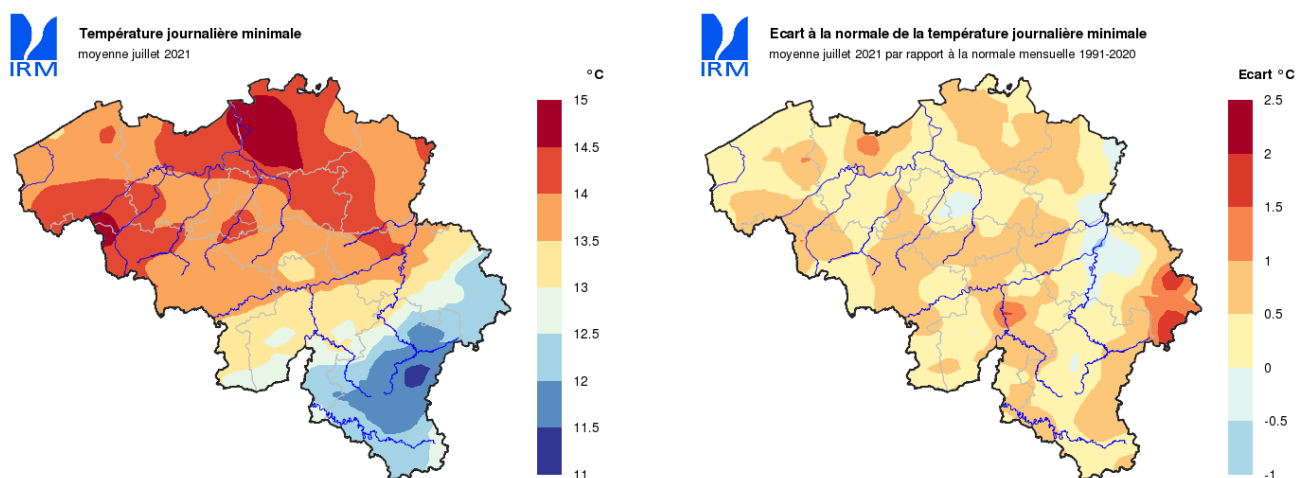 Température journalière minimale
moyenne juillet 2021
IRM
°C
15
14.5
14
13.5
13
12.5
12
11.5
11
Ecart à la normale de la température journalière minimale
moyenne juillet 2021 par rapport à la normale mensuelle 1991-2020
IRM
Ecart °C
2.5
2
1.5
1
0.5
0
-0.5
-1